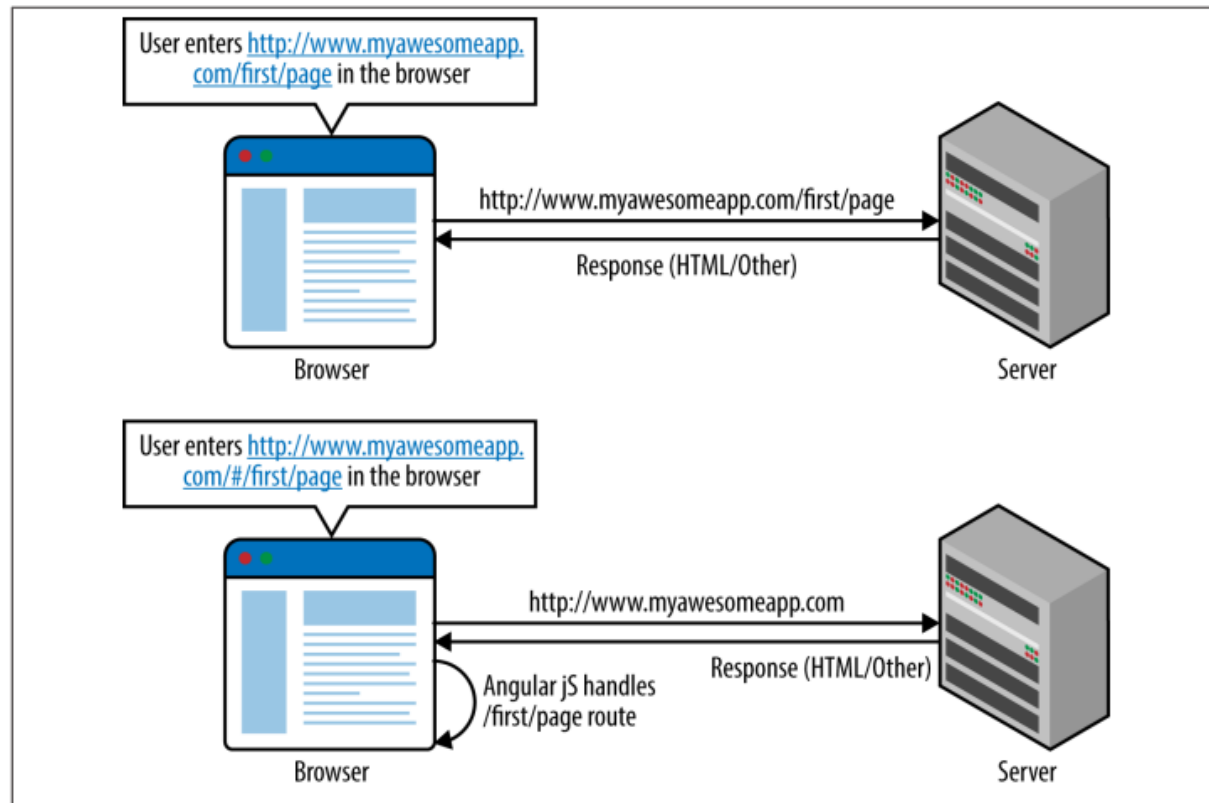 User enters http://www.myawesomeapp.
com/first/page in the browser
http://www.myawesomeapp.com/first/page
Response (HTML/Other)
Browser
Server
User enters http://www.myawesomeapp.
com/#/first/page in the browser
http://www.myawesomeapp.com
Response (HTML/Other)
Angular jS handles
/first/page route
Browser
Server